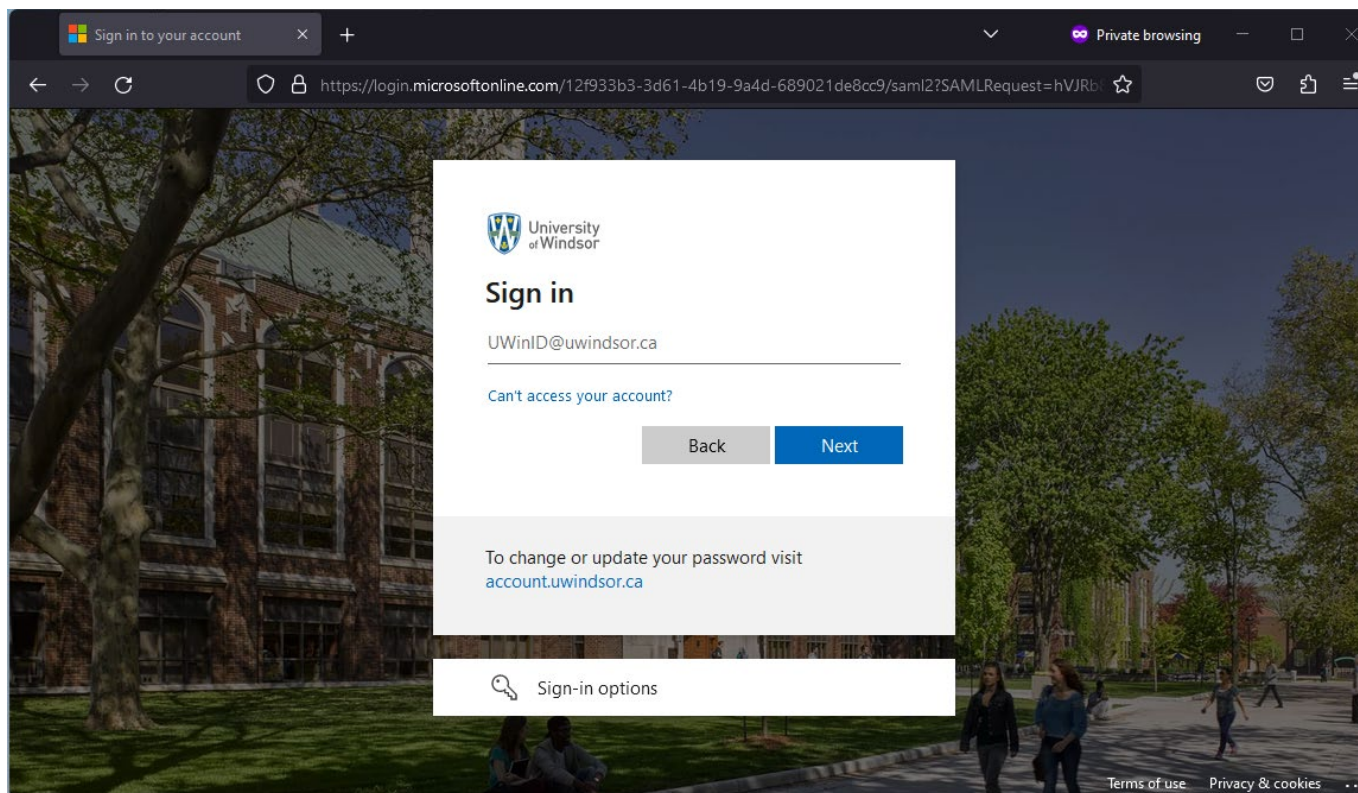 Sign in to your account
Private browsing
https://login.microsoftonline.com/12f933b3-3d61-4b19-9a4d-689021de8cc9/saml2?SAMLRequest=hVJRb
University
of Windsor
Sign in
UWinID@uwindsor.ca
Can't access your account?
Back Next
To change or update your password visit
account.uwindsor.ca
Sign-in options
Terms of use Privacy & cookies ...